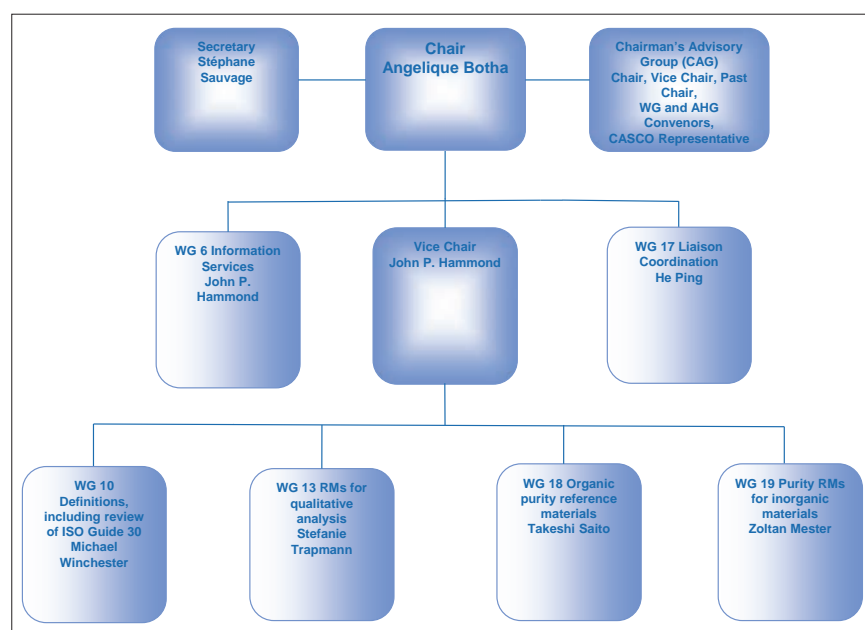 Secretary
Stéphane
Sauvage
Chair
Angelique Botha
Chairman's Advisory
Group (CAG)
Chair, Vice Chair, Past
Chair,
WG and AHG
Convenors,
CASCO Representative
WG 6 Information
Services
John P.
Hammond
Vice Chair
John P. Hammond
WG 17 Liaison
Coordination
He Ping
WG 10
Definitions,
including review
of ISO Guide 30
Michael
Winchester
WG 13 RMs for
qualitative
analysis
Stefanie
Trapmann
WG 18 Organic
purity reference
materials
Takeshi Saito
WG 19 Purity RMs
for inorganic
materials
Zoltan Mester